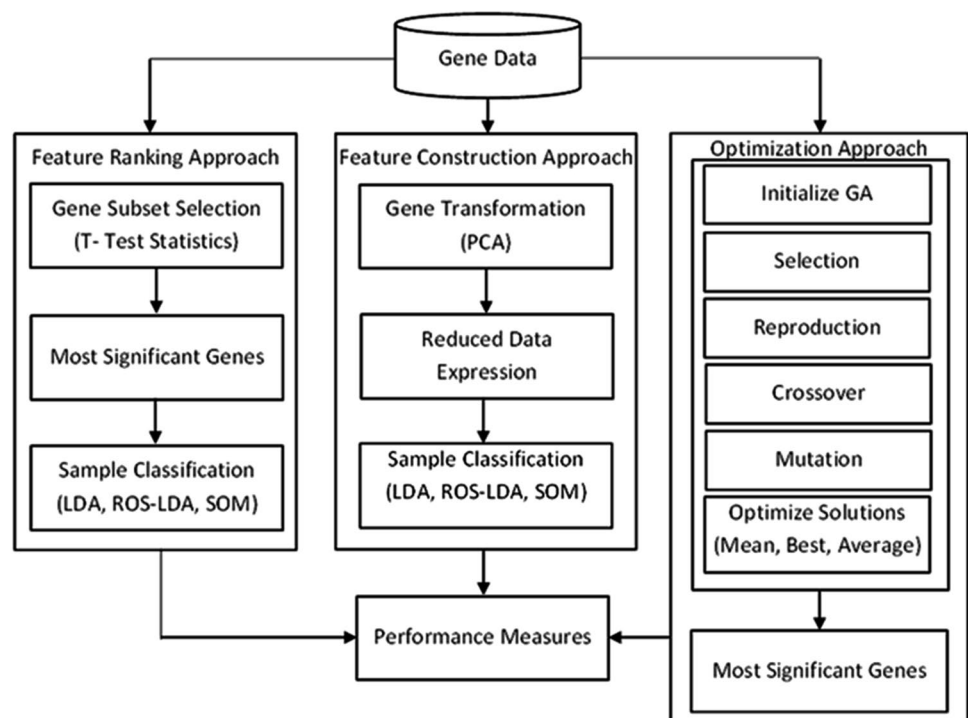 Gene Data
Feature Ranking Approach
Gene Subset Selection
(T- Test Statistics)
Most Significant Genes
Sample Classification
(LDA, ROS-LDA, SOM)
Feature Construction Approach
Gene Transformation
(PCA)
Reduced Data
Expression
Sample Classification
(LDA, ROS-LDA, SOM)
Optimization Approach
Initialize GA
Selection
Reproduction
Crossover
Mutation
Optimize Solutions
(Mean, Best, Average)
Most Significant Genes
Performance Measures